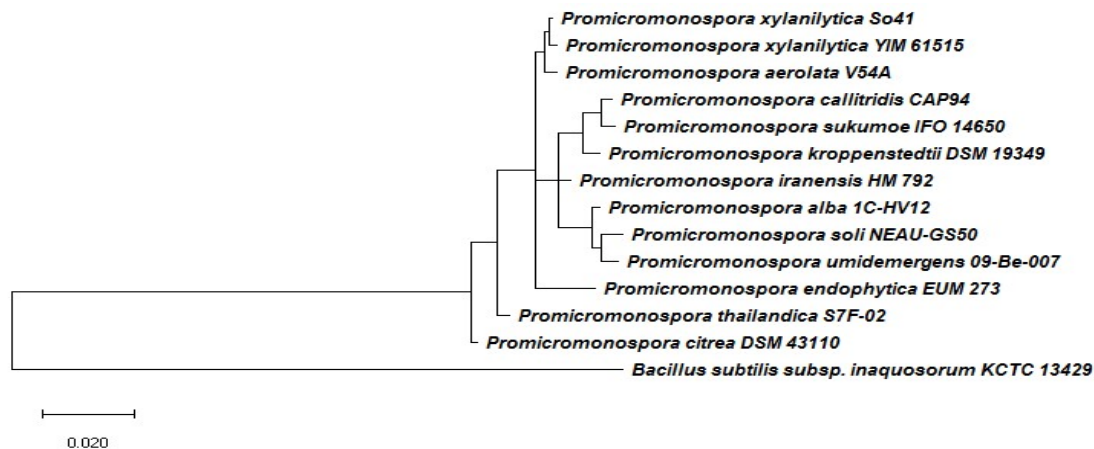 Promicromonospora xylanilytica So41
Promicromonospora xylanilytica YIM 61515
Promicromonospora aerolata V54A
Promicromonospora callitridis CAP94
Promicromonospora sukumoe IFO 14650
Promicromonospora kroppenstedtii DSM 19349
Promicromonospora iranensis HM 792
Promicromonospora alba 1C-HV12
Promicromonospora soli NEAU-GS50
Promicromonospora umidemergens 09-Be-007
Promicromonospora endophytica EUM 273
Promicromonospora thailandica S7F-02
Promicromonospora citrea DSM 43110
Bacillus subtilis subsp. inaquosorum KCTC 13429
0.020